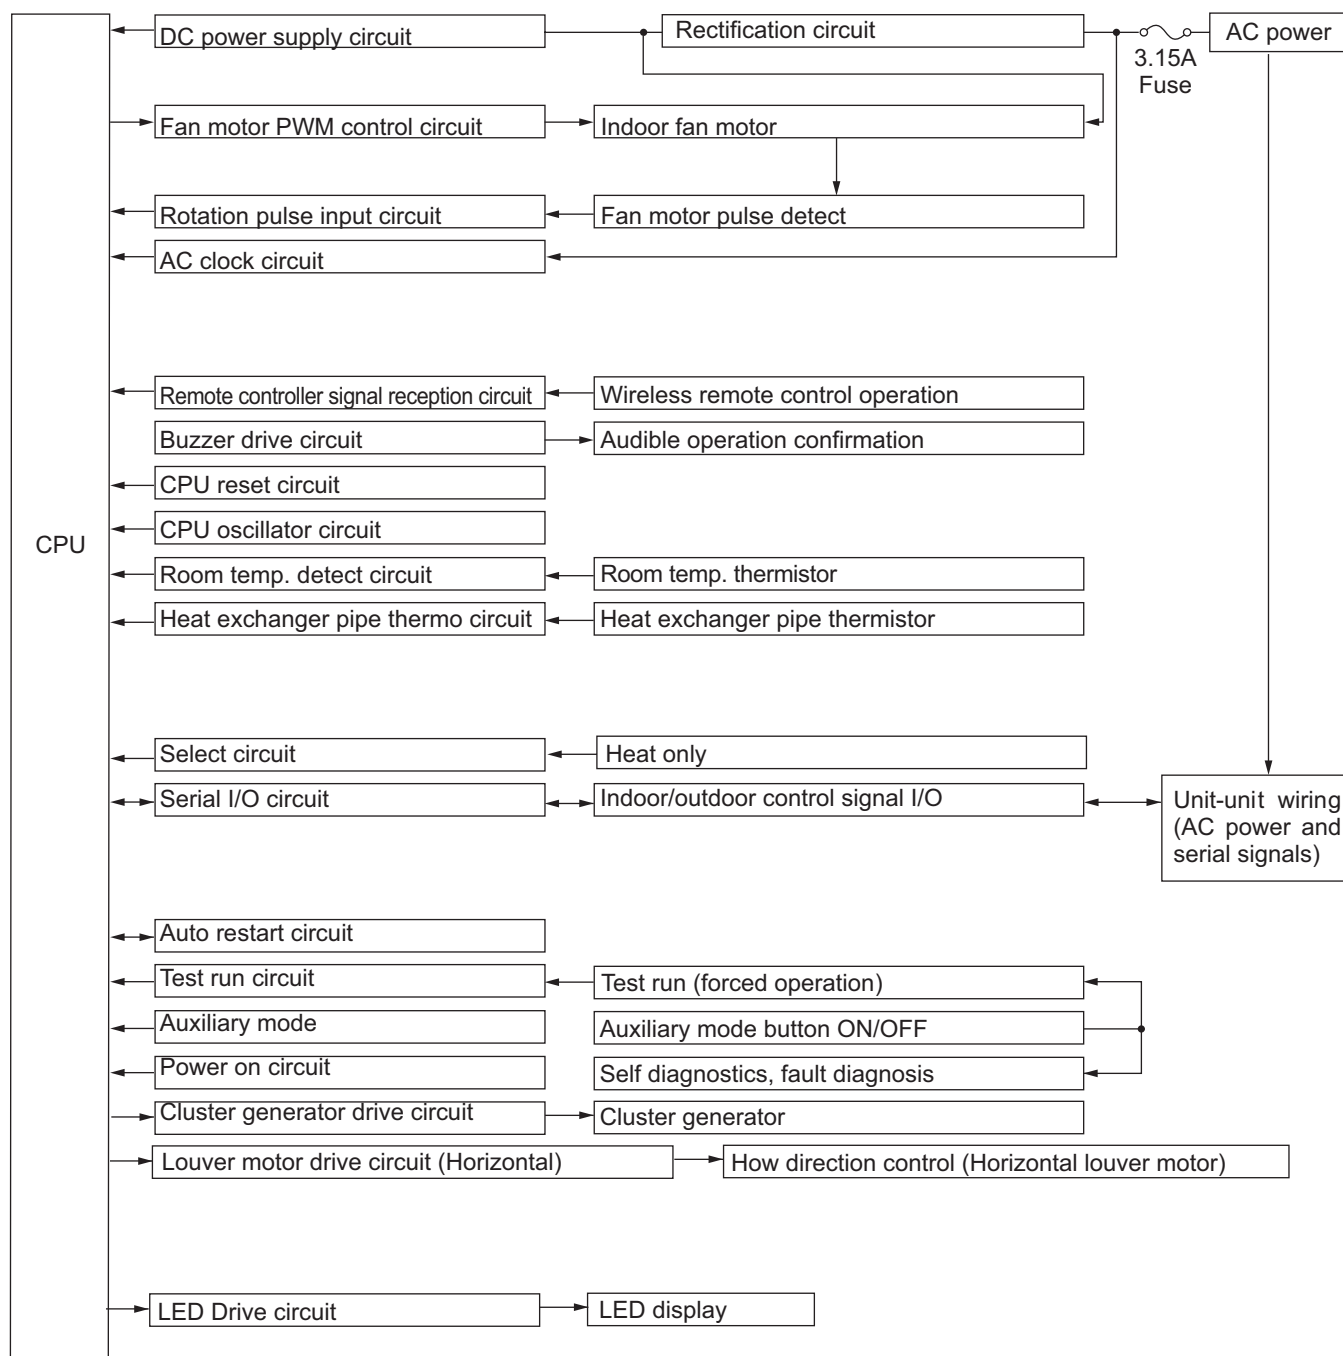 DC power supply circuit
Rectification circuit
AC power
3.15A
Fuse
Fan motor PWM control circuit
Indoor fan motor
Rotation pulse input circuit
Fan motor pulse detect
AC clock circuit
Remote controller signal reception circuit
Wireless remote control operation
Buzzer drive circuit
Audible operation confirmation
CPU reset circuit
CPU oscillator circuit
CPU
Room temp. detect circuit
Room temp. thermistor
Heat exchanger pipe thermo circuit
Heat exchanger pipe thermistor
Select circuit
Heat only
Serial I/O circuit
Indoor/outdoor control signal I/O
Unit-unit wiring
(AC power and
serial signals)
Auto restart circuit
Test run circuit
Test run (forced operation)
Auxiliary mode
Auxiliary mode button ON/OFF
Power on circuit
Self diagnostics, fault diagnosis
Cluster generator drive circuit
Cluster generator
Louver motor drive circuit (Horizontal)
How direction control (Horizontal louver motor)
LED Drive circuit
LED display